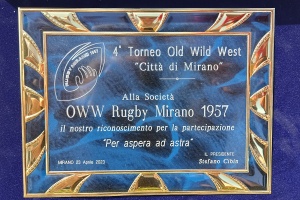 4° Torneo Old Wild West
"Città di Mirano"
Alla Società
OWW Rugby Mirano 1957
il nostro riconoscimento per la partecipazione
"Per aspera ad astra"
IL PRESIDENTE
MIRANO 25 Aprile 2023
Stefano Cibin